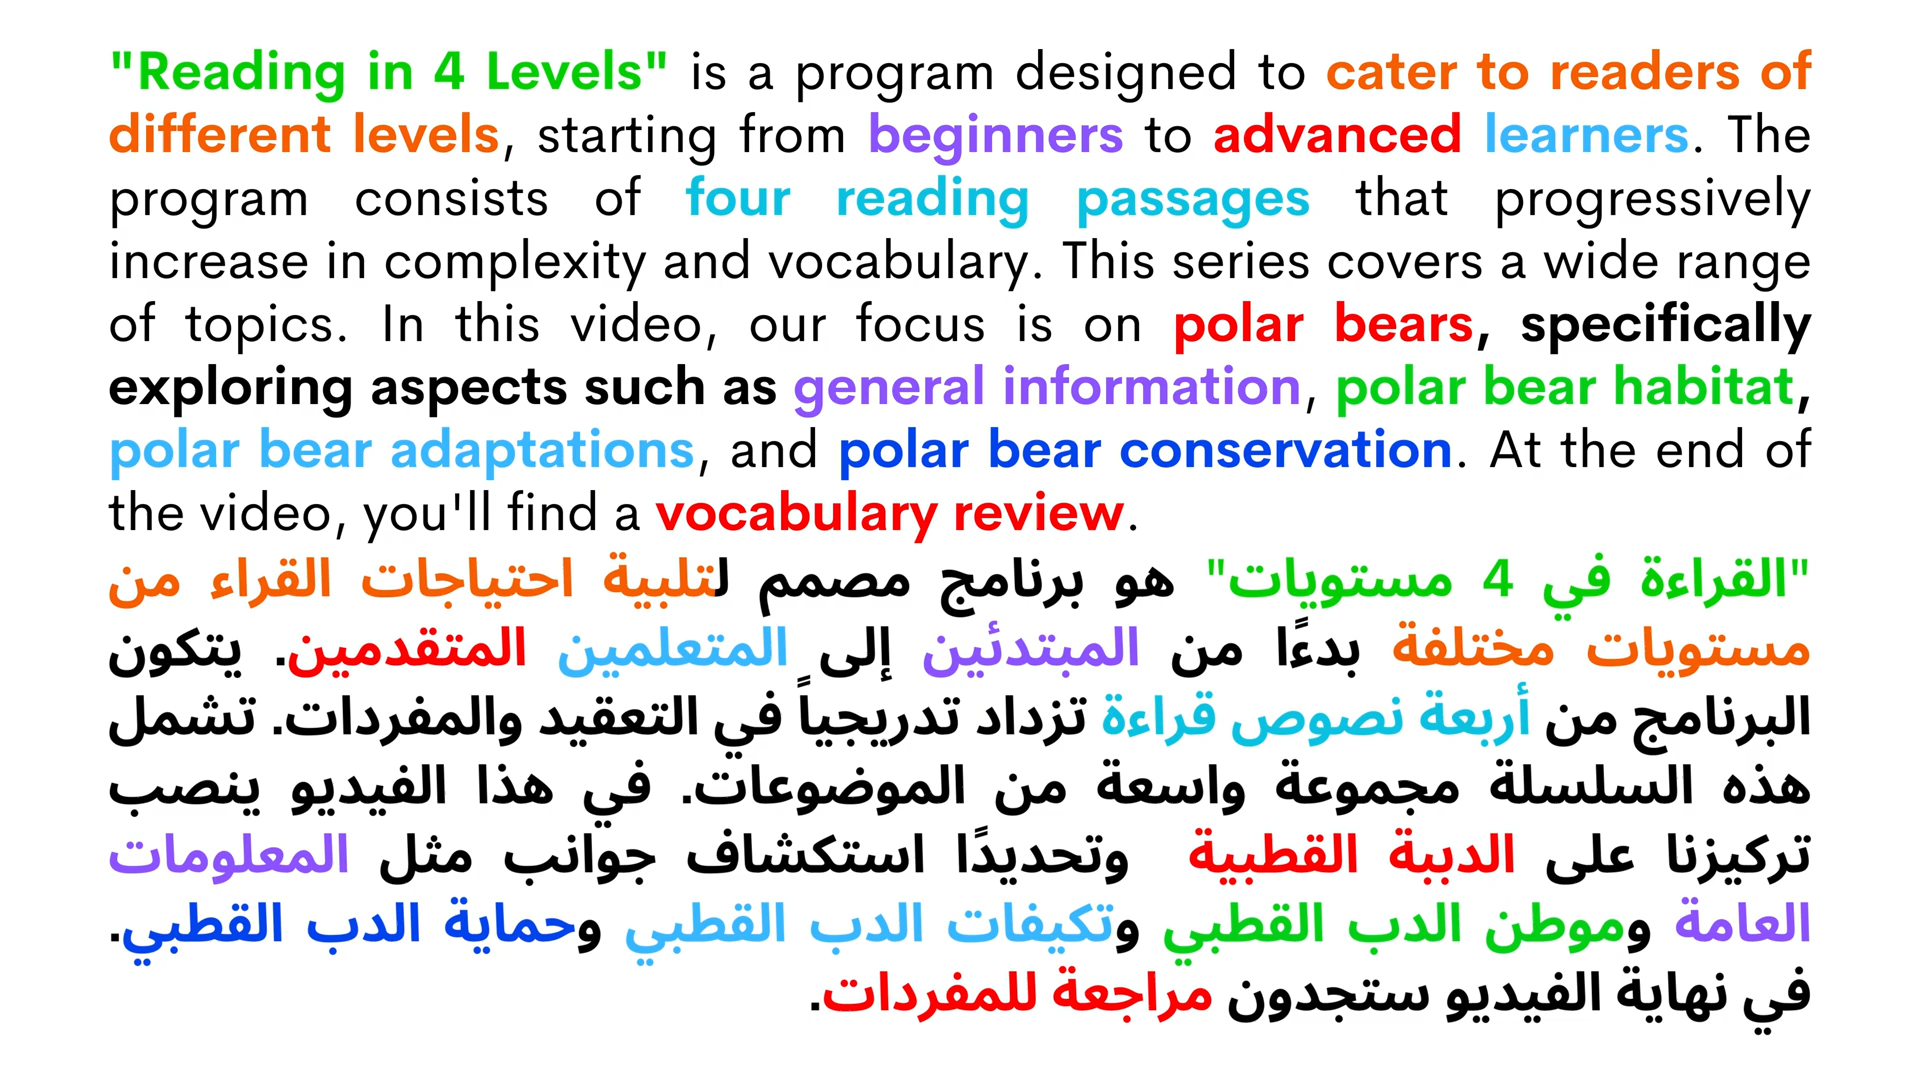 "Reading in 4 Levels" is a program designed to cater to readers of
different levels, starting from beginners to advanced learners. The
program consists of four reading passages that progressively
increase in complexity and vocabulary. This series covers a wide range
of topics. In this video, our focus is on polar bears, specifically
exploring aspects such as general information, polar bear habitat,
polar bear adaptations, and polar bear conservation. At the end of
the video, you'll find a vocabulary review.
"القراءة في 4 مستويات" هو برنامج مصمم لتلبية احتياجات القراء من
مستويات مختلفة بدءًا من المبتدئين إلى المتعلمين المتقدمين. يتكون
البرنامج من أربعة نصوص قراءة تزداد تدريجياً في التعقيد والمفردات. تشمل
هذه السلسلة مجموعة واسعة من الموضوعات. في هذا الفيديو ينصب
تركيزنا على الدببة القطبية وتحديدًا استكشاف جوانب مثل المعلومات
العامة وموطن الدب القطبي وتكيفات الدب القطبي وحماية الدب القطبي.
في نهاية الفيديو ستجدون مراجعة للمفردات.